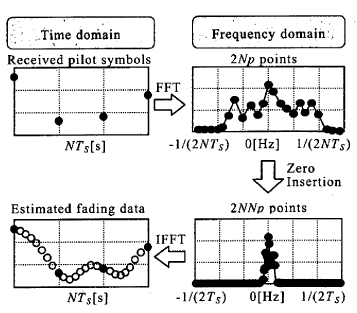 Time domain
Frequency domain
Received pilot symbols
2Np points
FFT
NTS[s]
-1/(2NTS)
0[Hz]
1/(2NTS)
Zero
Insertion
Estimated fading data
2NNp points
IFFT
NTS[s]
-1/(2TS)
0[Hz]
1/(2TS)